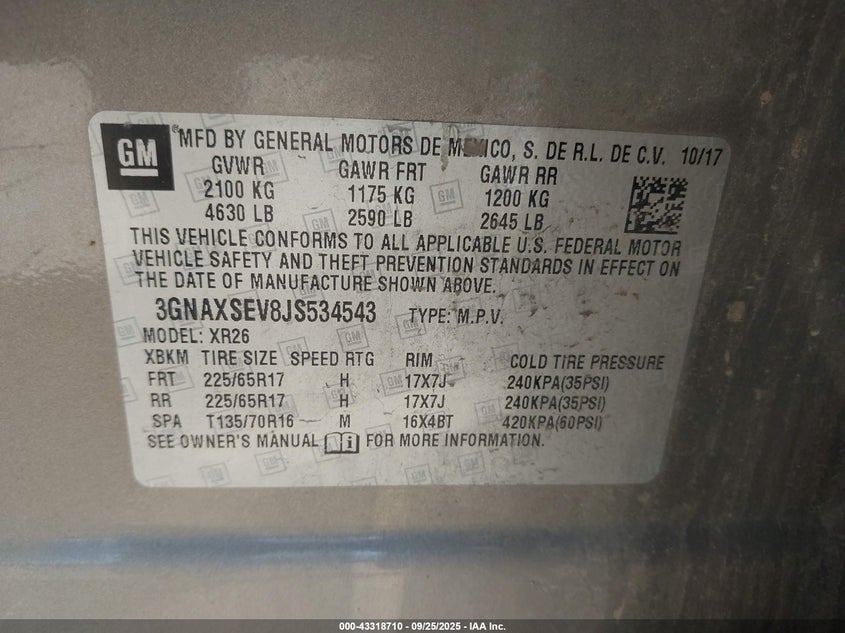 GM ® MFD BY GENERAL MOTORS DE MEXICO, S. DE R.L. DE C.V. 10/17
GVWR GAWR FRT GAWR RR
2100 KG 1175 KG 1200 KG
4630 LB 2590 LB 2645 LB
THIS VEHICLE CONFORMS TO ALL APPLICABLE U.S. FEDERAL MOTOR
VEHICLE SAFETY AND THEFT PREVENTION STANDARDS IN EFFECT ON
THE DATE OF MANUFACTURE SHOWN ABOVE.
3GNAXSEV8JS534543 TYPE: M.P.V.
MODEL: XR26
XBKM TIRE SIZE SPEED RTG RIM COLD TIRE PRESSURE
FRT 225/65R17 H 17X7J 240KPA(35PSI)
RR 225/65R17 H 17X7J 240KPA(35PSI)
SPA T135/70R16 M 16X4BT 420KPA(60PSI)
SEE OWNER'S MANUAL i FOR MORE INFORMATION.
000-43318710 - 09/25/2025 - IAA Inc.